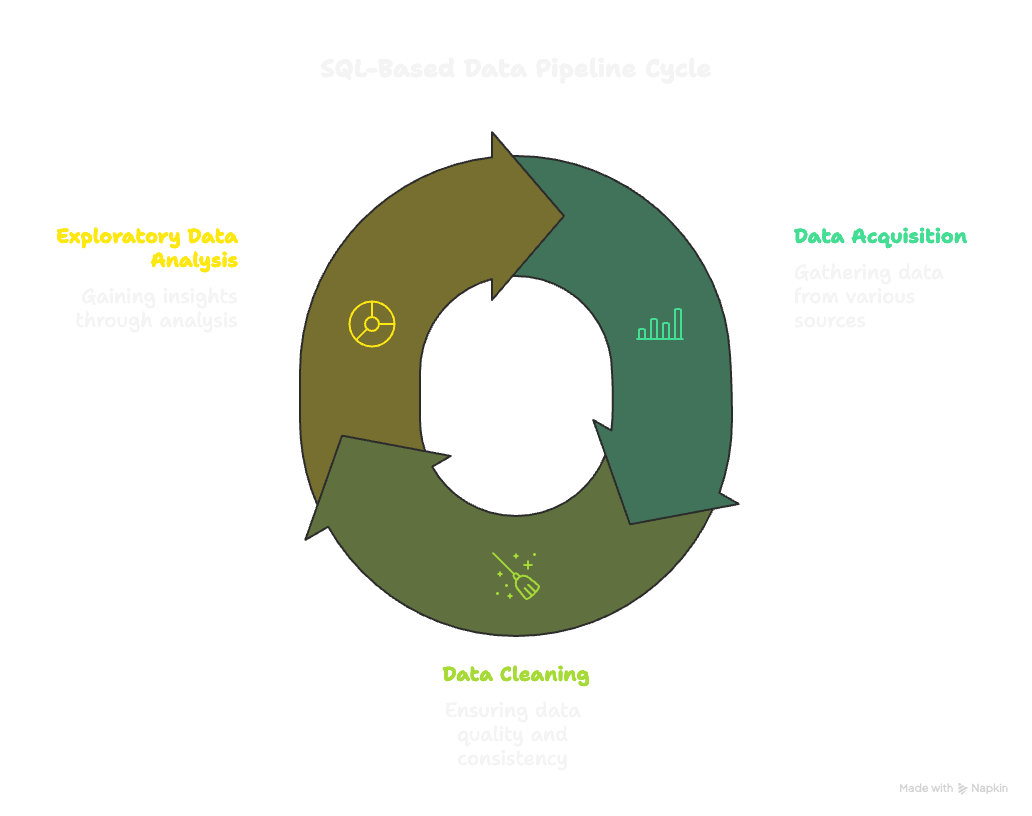 SQL-Based Data Pipeline Cycle
Exploratory Data
Analysis
Gaining insights
through analysis
Data Acquisition
Gathering data
from various
sources
Data Cleaning
Ensuring data
quality and
consistency
Made with Napkin